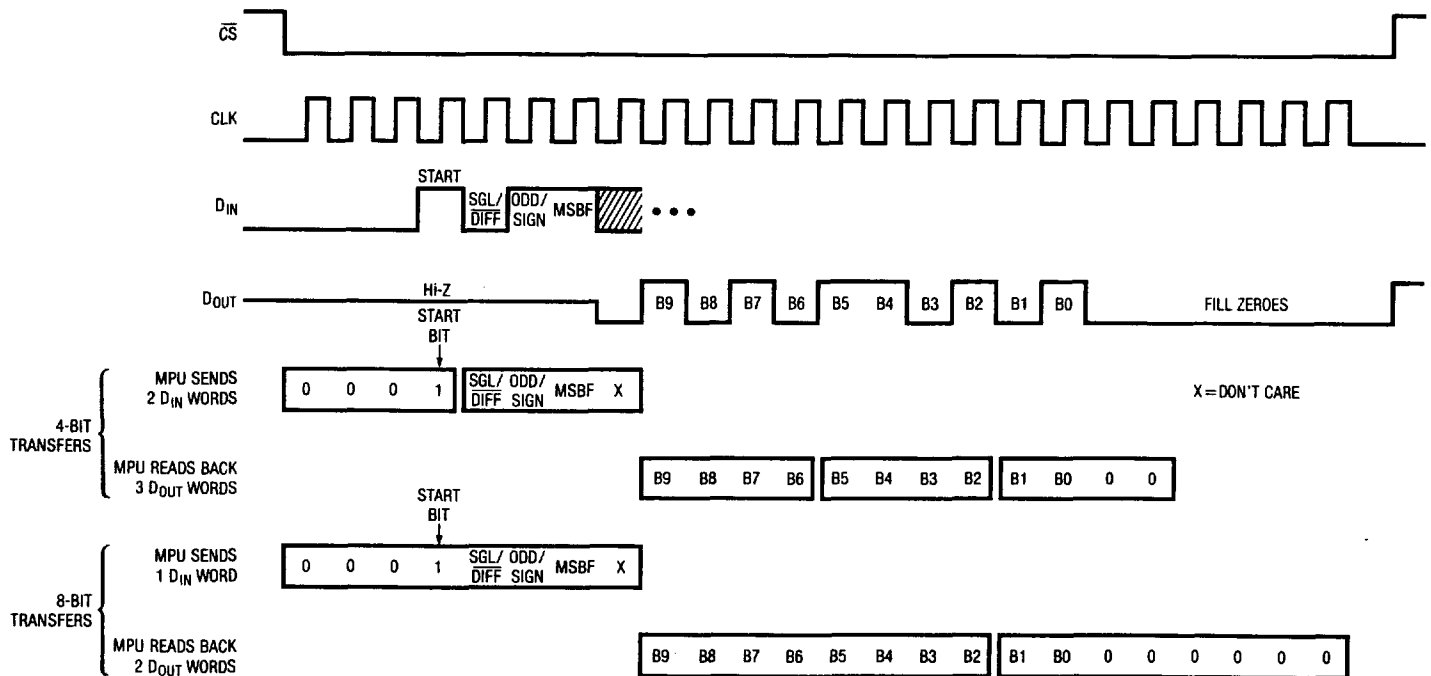 CS
CLK
START
DIN
SGL/ ODD/
DIFF SIGN MSBF
• • •
DOUT
Hi-Z
B9 B8 B7 B6 B5 B4 B3 B2 B1 B0 FILL ZEROES
START
BIT
4-BIT
TRANSFERS
MPU SENDS
2 DIN WORDS
0 0 0 1 SGL/ ODD/
DIFF SIGN MSBF X
X=DON'T CARE
MPU READS BACK
3 DOUT WORDS
B9 B8 B7 B6 B5 B4 B3 B2 B1 B0 0 0
START
BIT
8-BIT
TRANSFERS
MPU SENDS
1 DIN WORD
0 0 0 1 SGL/ ODD/
DIFF SIGN MSBF X
MPU READS BACK
2 DOUT WORDS
B9 B8 B7 B6 B5 B4 B3 B2 B1 B0 0 0 0 0 0 0